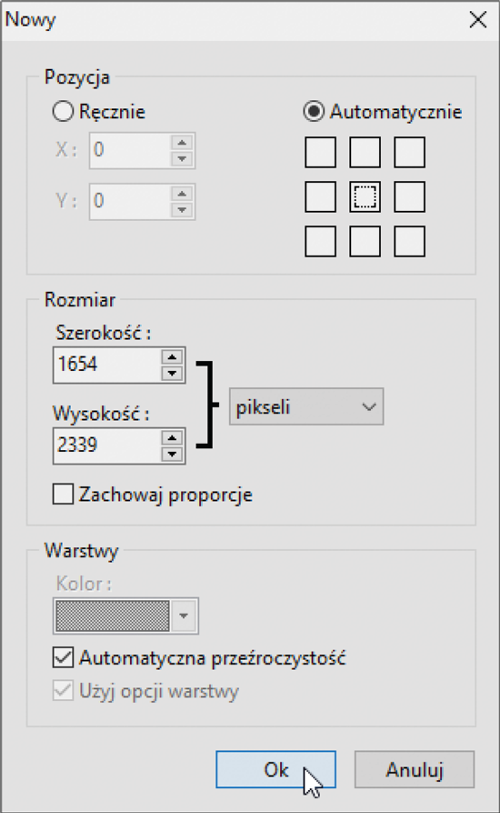 Nowy
Pozycja
Ręcznie
Automatycznie
X : 0
Y : 0
Rozmiar
Szerokość :
1654
pikseli
Wysokość :
2339
Zachowaj proporcje
Warstwy
Kolor :
Automatyczna przeźroczystość
Użyj opcji warstwy
Ok
Anuluj